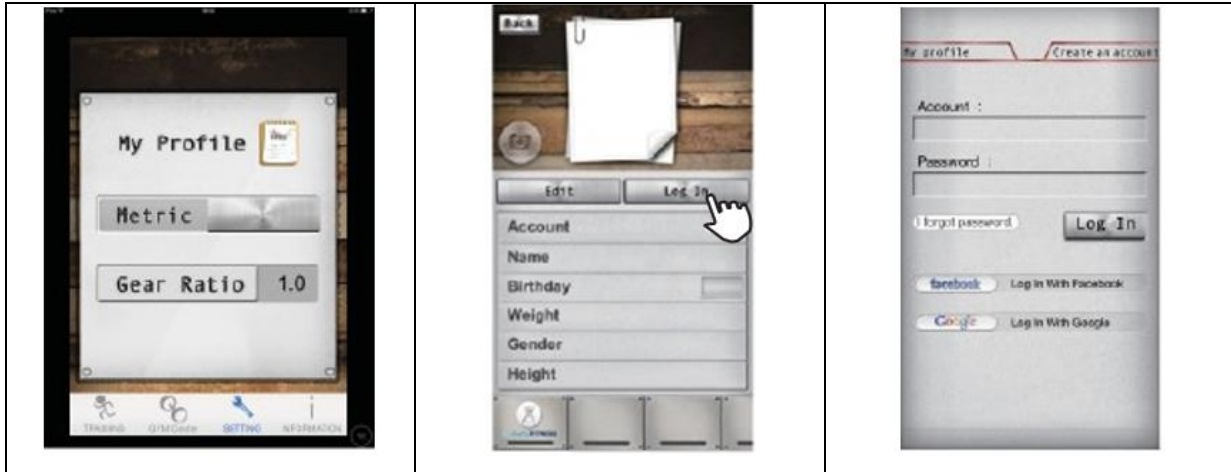 My Profile
Metric
Gear Ratio 1.0
TRAINING GYMCode SETTING INFORMATION
Back
Edit Log In
Account
Name
Birthday
Weight
Gender
Height
FITNESS
My profile Create an account
Account :
Password :
I forgot password.
Log In
facebook Log In With Facebook
Google Log In With Google